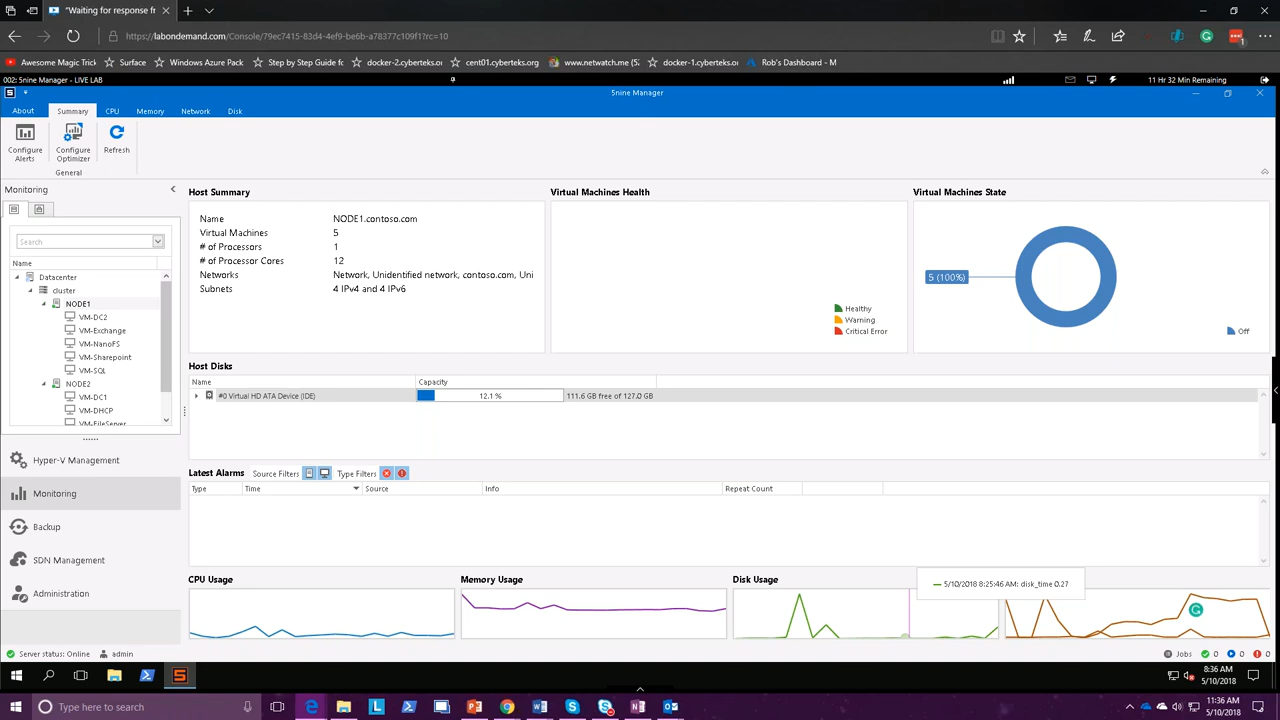 "Waiting for response fr
https://labondemand.com/Console/79ec7415-83d4-4ef9-be6b-a78377c109f1?rc=10
Awesome Magic Trick
Surface
Windows Azure Pack
Step by Step Guide fo
docker-2.cyberteks.org
cent01.cyberteks.org
www.netwatch.me (52
docker-1.cyberteks.org
Rob's Dashboard - M
002: 5nine Manager - LIVE LAB
11 Hr 32 Min Remaining
5nine Manager
About
Summary
CPU
Memory
Network
Disk
Configure Alerts
Configure Optimizer
Refresh
General
Monitoring
Search
Name
Datacenter
cluster
NODE1
VM-DC2
VM-Exchange
VM-NanoFS
VM-Sharepoint
VM-SQL
NODE2
VM-DC1
VM-DHCP
VM-FileServer
Hyper-V Management
Monitoring
Backup
SDN Management
Administration
Host Summary
Name NODE1.contoso.com
Virtual Machines 5
# of Processors 1
# of Processor Cores 12
Networks Network, Unidentified network, contoso.com, Uni
Subnets 4 IPv4 and 4 IPv6
Virtual Machines Health
Healthy
Warning
Critical Error
Virtual Machines State
5 (100%)
Off
Host Disks
Name Capacity
#0 Virtual HD ATA Device (IDE) 12.1 % 111.6 GB free of 127.0 GB
Latest Alarms Source Filters Type Filters
Type Time Source Info Repeat Count
CPU Usage
Memory Usage
Disk Usage
5/10/2018 8:25:46 AM: disk_time 0.27
Server status: Online admin
Jobs 0 0 0
8:36 AM
5/10/2018
Type here to search
11:36 AM
5/10/2018